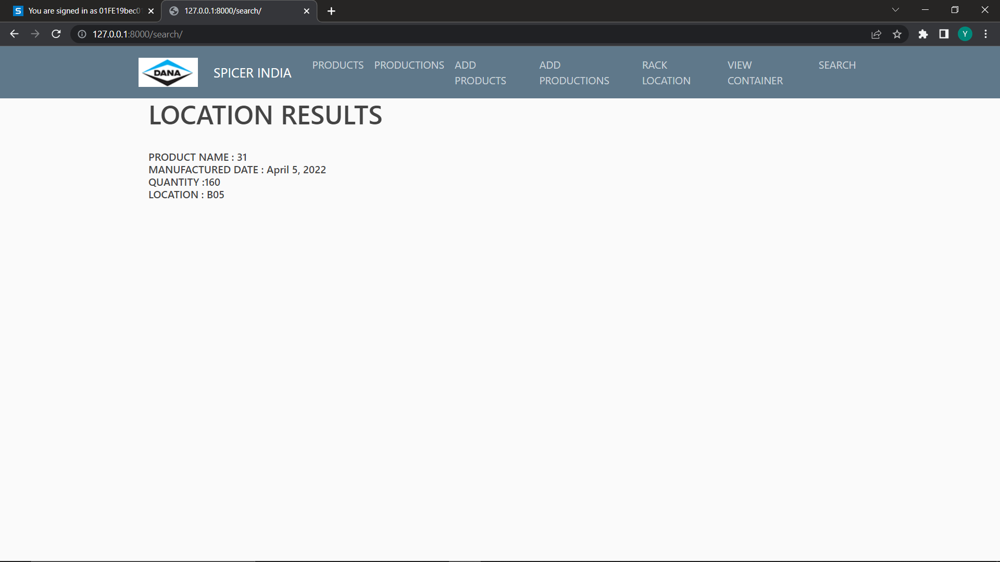 S You are signed in as 01FE19bec0
127.0.0.1:8000/search/
127.0.0.1:8000/search/
Y
DANA
SPICER INDIA
PRODUCTS
PRODUCTIONS
ADD
PRODUCTS
ADD
PRODUCTIONS
RACK
LOCATION
VIEW
CONTAINER
SEARCH
LOCATION RESULTS
PRODUCT NAME : 31
MANUFACTURED DATE : April 5, 2022
QUANTITY :160
LOCATION : B05